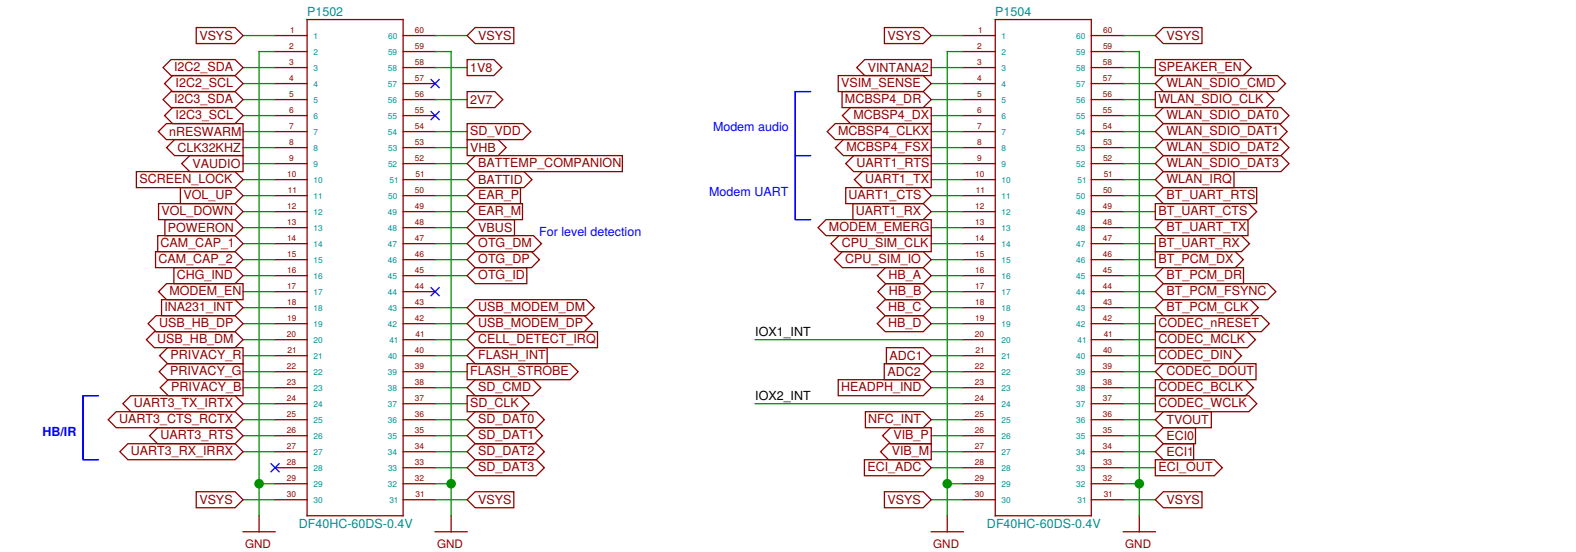 P1502
VSYS 1 1 60 60 VSYS
2 2 59 59
I2C2_SDA 3 3 58 58 1V8
I2C2_SCL 4 4 57 57
I2C3_SDA 5 5 56 56 2V7
I2C3_SCL 6 6 55 55
nRESWARM 7 7 54 54 SD_VDD
CLK32KHZ 8 8 53 53 VHB
VAUDIO 9 9 52 52 BATTEMP_COMPANION
SCREEN_LOCK 10 10 51 51 BATTID
VOL_UP 11 11 50 50 EAR_P
VOL_DOWN 12 12 49 49 EAR_M
POWERON 13 13 48 48 VBUS For level detection
CAM_CAP_1 14 14 47 47 OTG_DM
CAM_CAP_2 15 15 46 46 OTG_DP
CHG_IND 16 16 45 45 OTG_ID
MODEM_EN 17 17 44 44
INA231_INT 18 18 43 43 USB_MODEM_DM
USB_HB_DP 19 19 42 42 USB_MODEM_DP
USB_HB_DM 20 20 41 41 CELL_DETECT_IRQ
PRIVACY_R 21 21 40 40 FLASH_INT
PRIVACY_G 22 22 39 39 FLASH_STROBE
PRIVACY_B 23 23 38 38 SD_CMD
UART3_TX_IRTX 24 24 37 37 SD_CLK
UART3_CTS_RCTX 25 25 36 36 SD_DAT0
HB/IR
UART3_RTS 26 26 35 35 SD_DAT1
UART3_RX_IRRX 27 27 34 34 SD_DAT2
28 28 33 33 SD_DAT3
29 29 32 32
VSYS 30 30 31 31 VSYS
DF40HC-60DS-0.4V
GND GND
P1504
VSYS 1 1 60 60 VSYS
2 2 59 59
VINTANA2 3 3 58 58 SPEAKER_EN
VSIM_SENSE 4 4 57 57 WLAN_SDIO_CMD
MCBSP4_DR 5 5 56 56 WLAN_SDIO_CLK
MCBSP4_DX 6 6 55 55 WLAN_SDIO_DAT0
Modem audio
MCBSP4_CLKX 7 7 54 54 WLAN_SDIO_DAT1
MCBSP4_FSX 8 8 53 53 WLAN_SDIO_DAT2
UART1_RTS 9 9 52 52 WLAN_SDIO_DAT3
UART1_TX 10 10 51 51 WLAN_IRQ
Modem UART
UART1_CTS 11 11 50 50 BT_UART_RTS
UART1_RX 12 12 49 49 BT_UART_CTS
MODEM_EMERG 13 13 48 48 BT_UART_TX
CPU_SIM_CLK 14 14 47 47 BT_UART_RX
CPU_SIM_IO 15 15 46 46 BT_PCM_DX
HB_A 16 16 45 45 BT_PCM_DR
HB_B 17 17 44 44 BT_PCM_FSYNC
HB_C 18 18 43 43 BT_PCM_CLK
HB_D 19 19 42 42 CODEC_nRESET
IOX1_INT 20 20 41 41 CODEC_MCLK
ADC1 21 21 40 40 CODEC_DIN
ADC2 22 22 39 39 CODEC_DOUT
HEADPH_IND 23 23 38 38 CODEC_BCLK
IOX2_INT 24 24 37 37 CODEC_WCLK
NFC_INT 25 25 36 36 TVOUT
VIB_P 26 26 35 35 ECI0
VIB_M 27 27 34 34 ECI1
ECI_ADC 28 28 33 33 ECI_OUT
29 29 32 32
VSYS 30 30 31 31 VSYS
DF40HC-60DS-0.4V
GND GND